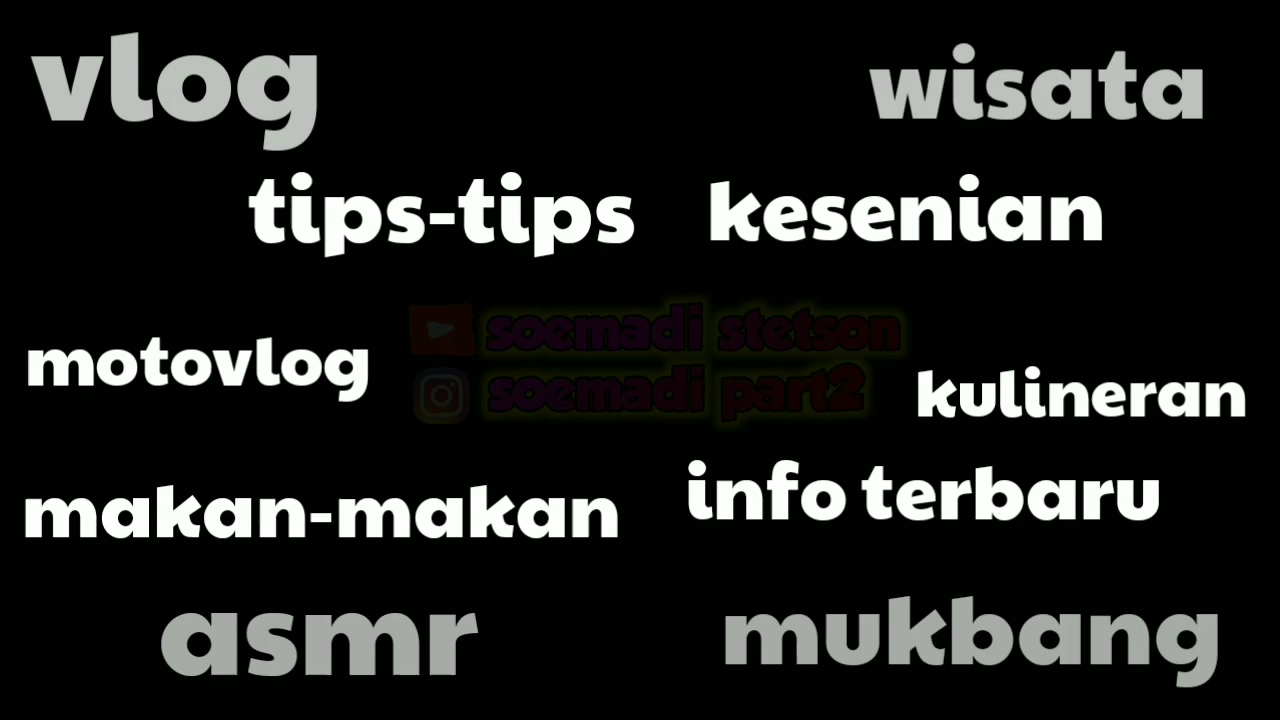 vlog
wisata
tips-tips
kesenian
soemadi stetson
motovlog
soemadi part2
kulineran
makan-makan
info terbaru
asmr
mukbang